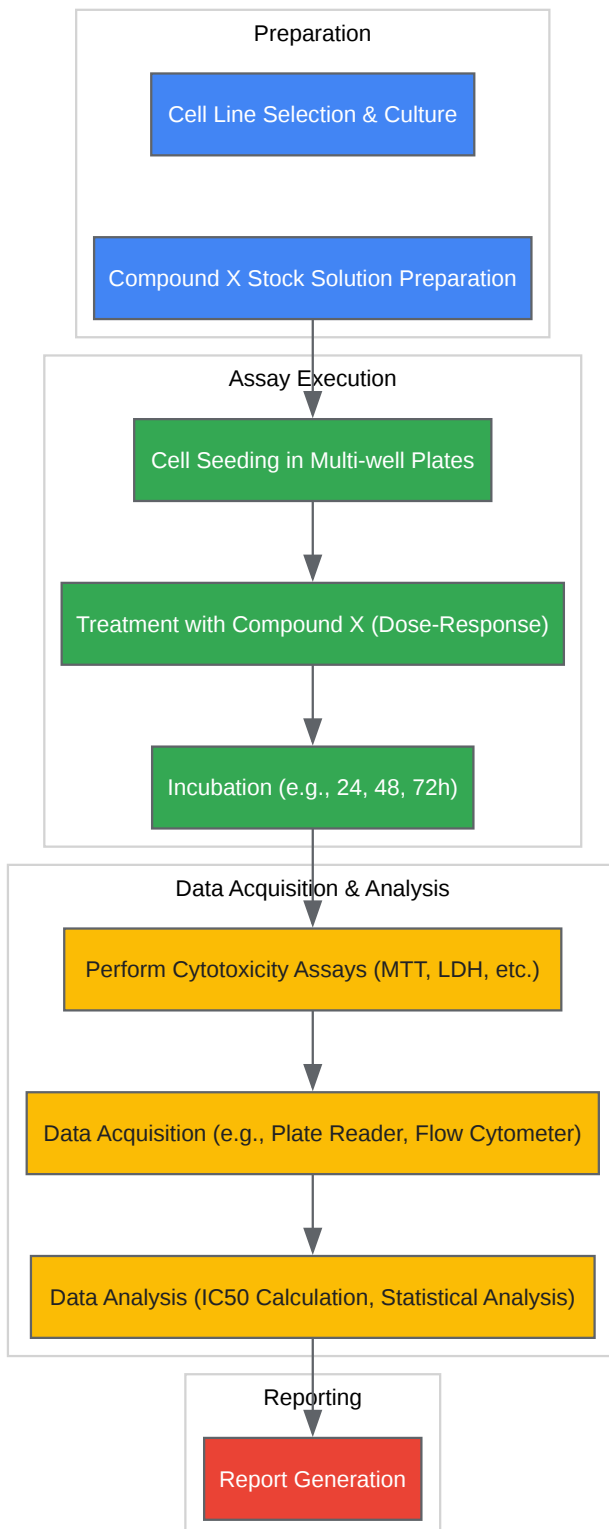 Preparation
Cell Line Selection & Culture
Compound X Stock Solution Preparation
Assay Execution
Cell Seeding in Multi-well Plates
Treatment with Compound X (Dose-Response)
Incubation (e.g., 24, 48, 72h)
Data Acquisition & Analysis
Perform Cytotoxicity Assays (MTT, LDH, etc.)
Data Acquisition (e.g., Plate Reader, Flow Cytometer)
Data Analysis (IC50 Calculation, Statistical Analysis)
Reporting
Report Generation